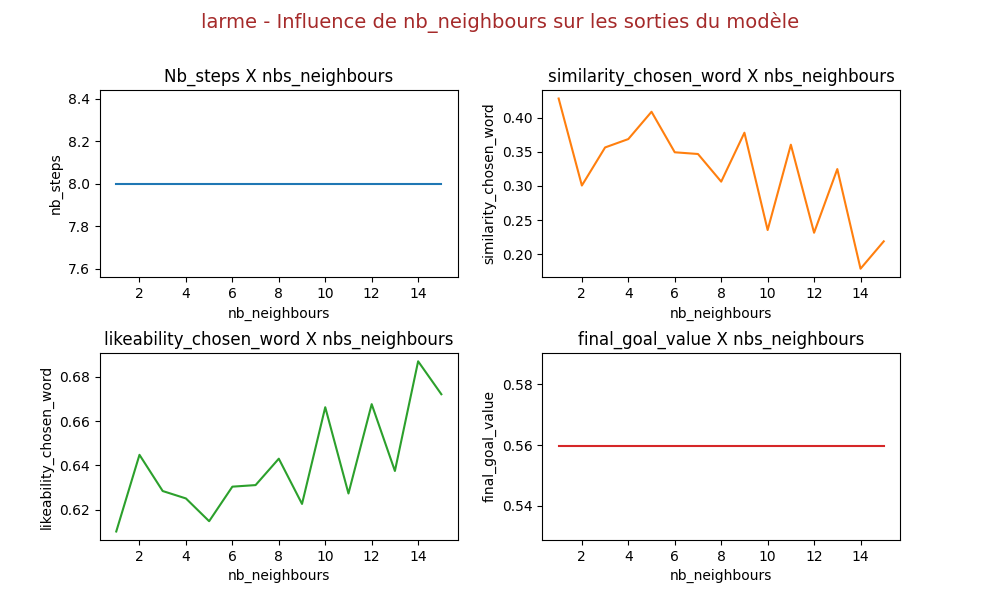 larme - Influence de nb_neighbours sur les sorties du modèle
Nb_steps X nbs_neighbours
nb_steps
8.4
8.2
8.0
7.8
7.6
2 4 6 8 10 12 14
nb_neighbours
similarity_chosen_word X nbs_neighbours
similarity_chosen_word
0.40
0.35
0.30
0.25
0.20
2 4 6 8 10 12 14
nb_neighbours
likeability_chosen_word X nbs_neighbours
likeability_chosen_word
0.68
0.66
0.64
0.62
2 4 6 8 10 12 14
nb_neighbours
final_goal_value X nbs_neighbours
final_goal_value
0.58
0.56
0.54
2 4 6 8 10 12 14
nb_neighbours